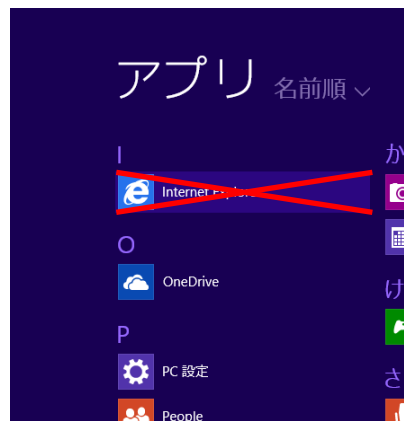 アプリ 名前順
I
Internet Explorer
O
OneDrive
P
PC 設定
People
か
け
さ